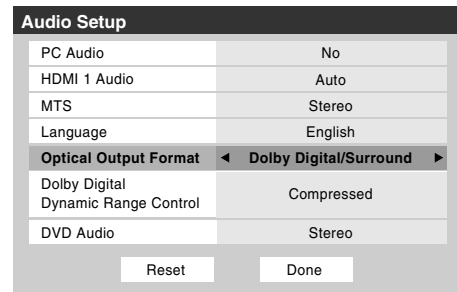 Audio Setup
PC Audio No
HDMI 1 Audio Auto
MTS Stereo
Language English
Optical Output Format ◀ Dolby Digital/Surround ▶
Dolby Digital
Dynamic Range Control Compressed
DVD Audio Stereo
Reset Done